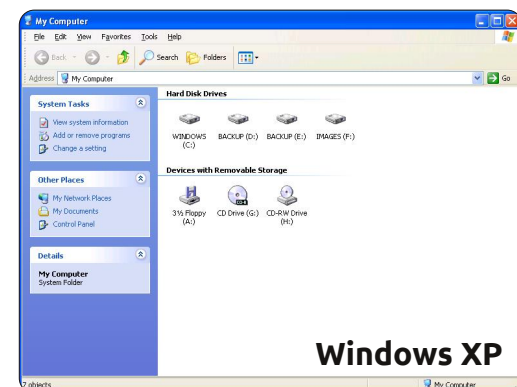 My Computer
File Edit View Favorites Tools Help
Back Search Folders
Address My Computer Go
System Tasks
View system information
Add or remove programs
Change a setting
Other Places
My Network Places
My Documents
Control Panel
Details
My Computer
System Folder
Hard Disk Drives
WINDOWS (C:) BACKUP (D:) BACKUP (E:) IMAGES (F:)
Devices with Removable Storage
3½ Floppy (A:) CD Drive (G:) CD-RW Drive (H:)
Windows XP
7 objects My Computer